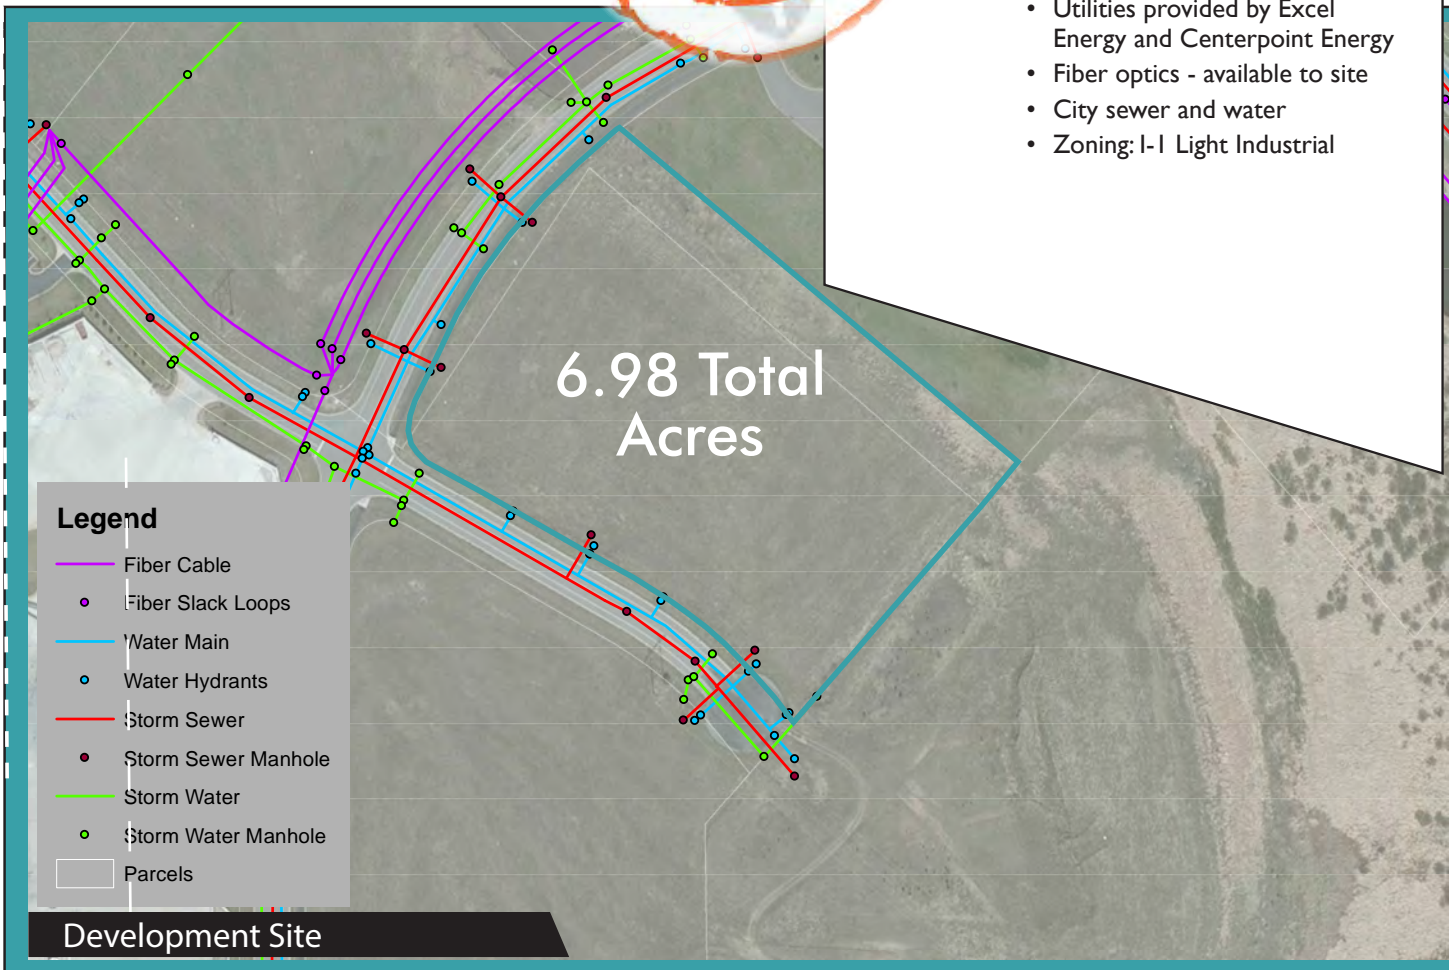 • Utilities provided by Excel
Energy and Centerpoint Energy
• Fiber optics - available to site
• City sewer and water
• Zoning: I-1 Light Industrial
6.98 Total
Acres
Legend
Fiber Cable
Fiber Slack Loops
Water Main
Water Hydrants
Storm Sewer
Storm Sewer Manhole
Storm Water
Storm Water Manhole
Parcels
Development Site